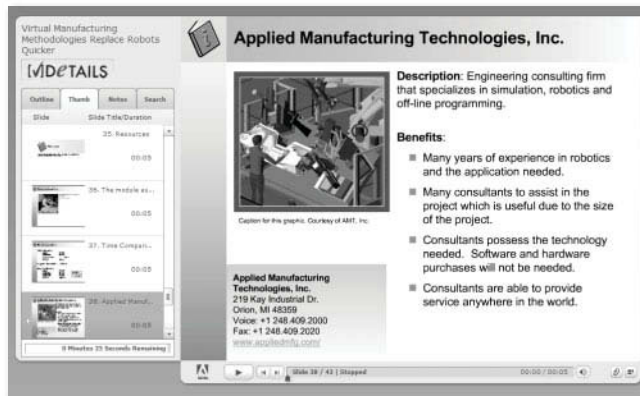 Virtual Manufacturing
Methodologies Replace Robots
Quicker
[V]DeTAILS
Outline Thumb Notes Search
Slide Slide Title/Duration
35. Resources
00:05
36. The module as...
00:05
37. Time Compari...
00:05
38. Applied Manuf...
00:05
0 Minutes 25 Seconds Remaining
Applied Manufacturing Technologies, Inc.
Caption for this graphic. Courtesy of AMT, Inc.
Applied Manufacturing
Technologies, Inc.
219 Kay Industrial Dr.
Orion, MI 48359
Voice: +1 248.409.2000
Fax: +1 248.409.2020
www.appliedmfg.com/
Description: Engineering consulting firm
that specializes in simulation, robotics and
off-line programming.
Benefits:
Many years of experience in robotics
and the application needed.
Many consultants to assist in the
project which is useful due to the size
of the project.
Consultants possess the technology
needed. Software and hardware
purchases will not be needed.
Consultants are able to provide
service anywhere in the world.
Slide 38 / 43 | Stopped
00:00 / 00:05